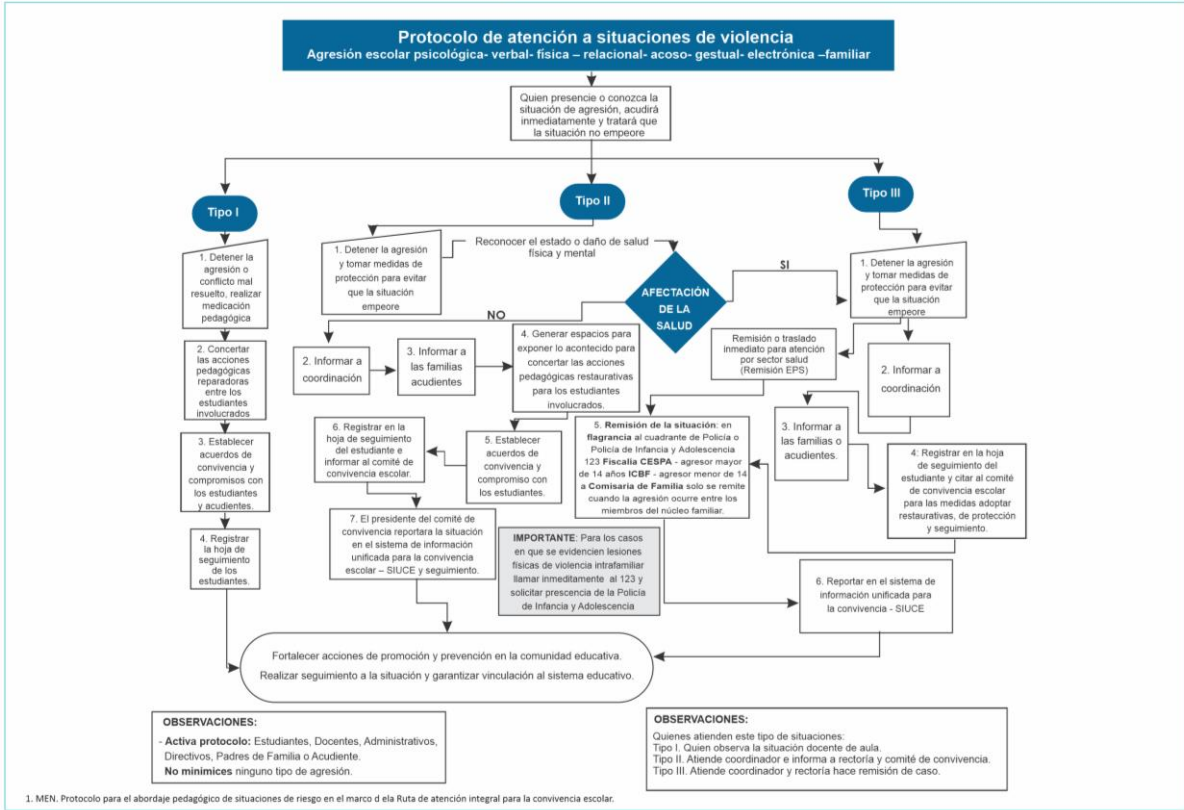 Protocolo de atención a situaciones de violencia
Agresión escolar psicológica- verbal- física – relacional- acoso- gestual- electrónica –familiar
Quien presencie o conozca la
situación de agresión, acudirá
inmediatamente y tratará que
la situación no empeore
Tipo I
Tipo II
Tipo III
1. Detener la
agresión o
conflicto mal
resuelto, realizar
medicación
pedagógica
2. Concertar
las acciones
pedagógicas
reparadoras
entre los
estudiantes
involucrados
3. Establecer
acuerdos de
convivencia y
compromisos con
los estudiantes
y acudientes.
4. Registrar
la hoja de
seguimiento
de los
estudiantes.
1. Detener la agresión
y tomar medidas de
protección para evitar
que la situación
empeore
Reconocer el estado o daño de salud
física y mental
AFECTACIÓN
DE LA
SALUD
NO
SI
2. Informar a
coordinación
3. Informar a
las familias
acudientes
4. Generar espacios para
exponer lo acontecido para
concertar las acciones
pedagógicas restaurativas
para los estudiantes
involucrados.
5. Establecer
acuerdos de
convivencia y
compromiso con
los estudiantes.
6. Registrar en la
hoja de seguimiento
del estudiante e
informar al comité de
convivencia escolar.
7. El presidente del comité de
convivencia reportara la situación
en el sistema de información
unificada para la convivencia
escolar – SIUCE y seguimiento.
1. Detener la agresión
y tomar medidas de
protección para evitar
que la situación
empeore
Remisión o traslado
inmediato para atención
por sector salud
(Remisión EPS)
2. Informar a
coordinación
3. Informar a
las familias o
acudientes.
4: Registrar en la hoja
de seguimiento del
estudiante y citar al comité
de convivencia escolar
para las medidas adoptar
restaurativas, de protección
y seguimiento.
5. Remisión de la situación: en
flagrancia al cuadrante de Policía o
Policía de Infancia y Adolescencia
123 Fiscalia CESPA - agresor mayor
de 14 años ICBF - agresor menor de 14
a Comisaria de Familia solo se remite
cuando la agresión ocurre entre los
miembros del núcleo familiar.
IMPORTANTE: Para los casos
en que se evidencien lesiones
físicas de violencia intrafamiliar
llamar inmeditamente al 123 y
solicitar prescencia de la Policía
de Infancia y Adolescencia
6. Reportar en el sistema de
información unificada para
la convivencia - SIUCE
Fortalecer acciones de promoción y prevención en la comunidad educativa.
Realizar seguimiento a la situación y garantizar vinculación al sistema educativo.
OBSERVACIONES:
- Activa protocolo: Estudiantes, Docentes, Administrativos,
Directivos, Padres de Familia o Acudiente.
No minimices ninguno tipo de agresión.
OBSERVACIONES:
Quienes atienden este tipo de situaciones:
Tipo I. Quien observa la situación docente de aula.
Tipo II. Atiende coordinador e informa a rectoría y comité de convivencia.
Tipo III. Atiende coordinador y rectoría hace remisión de caso.
1. MEN. Protocolo para el abordaje pedagógico de situaciones de riesgo en el marco d ela Ruta de atención integral para la convivencia escolar.